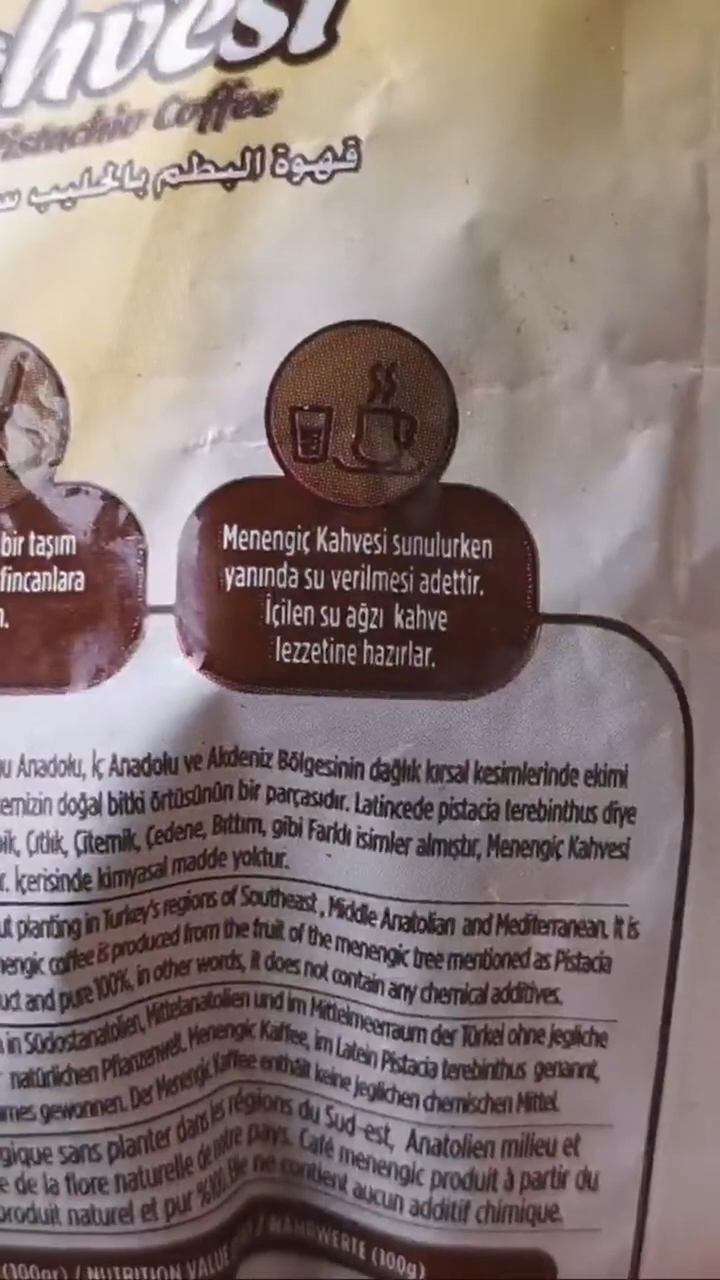 hvesi
Pistachio Coffee
قهوة البطم بالحليب
bir taşım
fincanlara
Menengiç Kahvesi sunulurken
yanında su verilmesi adettir.
İçilen su ağzı kahve
lezzetine hazırlar.
u Anadolu, İç Anadolu ve Akdeniz Bölgesinin dağlık kırsal kesimlerinde ekimi
emizin doğal bitki örtüsünün bir parçasıdır. Latincede pistacia terebinthus diye
ik, Çıtlık, Çitemik, Çedene, Bıttım, gibi Farklı isimler almıştır, Menengiç Kahvesi
r. İçerisinde kimyasal madde yoktur.
ut planting in Turkey's regions of Southeast, Middle Anatolian and Mediterranean. It is
engic coffee is produced from the fruit of the menengic tree mentioned as Pistacia
uct and pure 100%, in other words, it does not contain any chemical additives.
in Südostanatolien, Mittelanatolien und im Mittelmeerraum der Türkei ohne jegliche
natürlichen Pflanzenwelt. Menengic Kaffee, im Latein Pistacia terebinthus genannt,
mes gewonnen. Der Menengic Kaffee enthält keine jeglichen chemischen Mittel.
gique sans planter dans les régions du Sud-est, Anatolien milieu et
e de la flore naturelle de notre pays. Café menengic produit à partir du
produit naturel et pur %100, Elle ne contient aucun additif chimique.
(100gr) / NUTRITION VALUE / NAHRWERTE (100g)